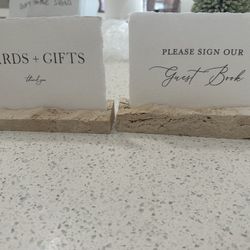 ARDS + GIFTS
thank you
PLEASE SIGN OUR
Guest Book